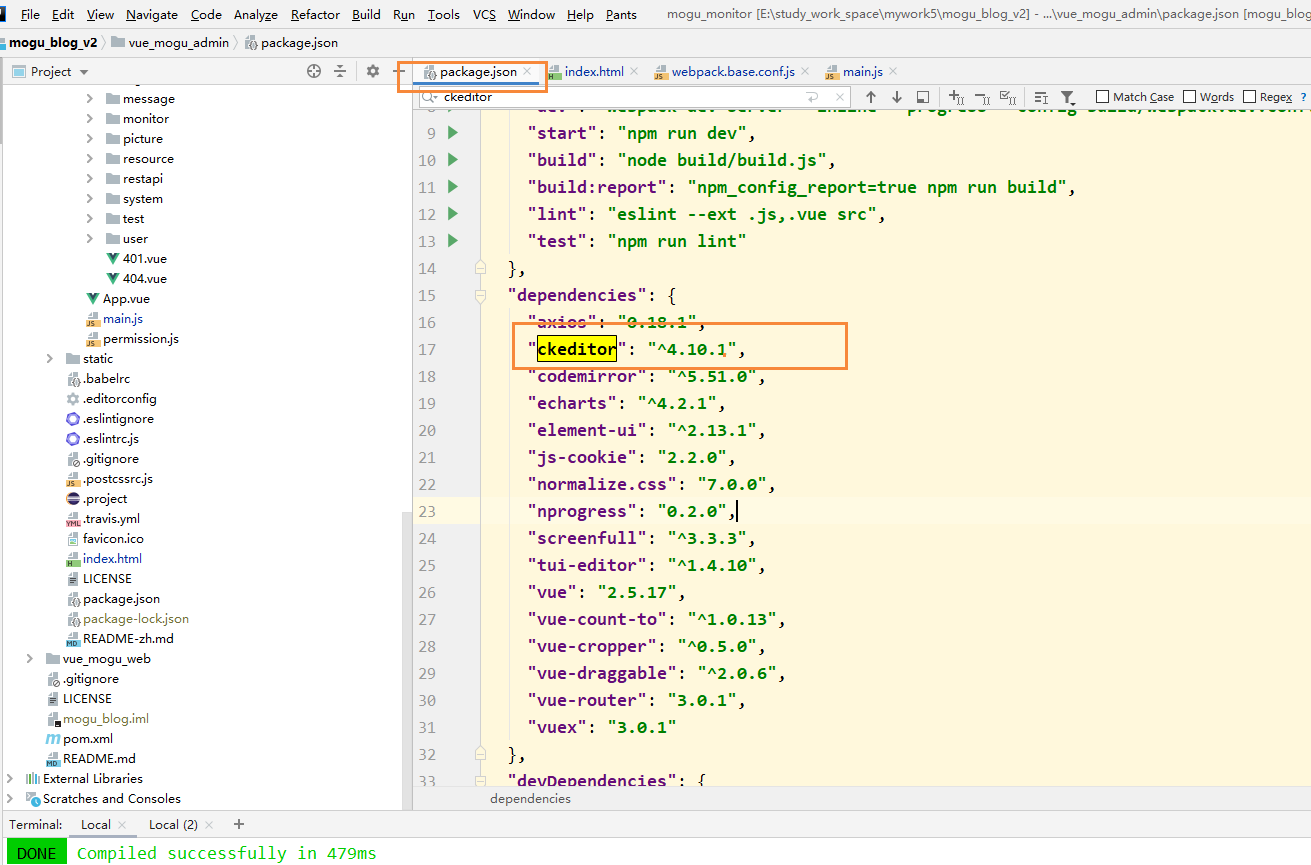 File Edit View Navigate Code Analyze Refactor Build Run Tools VCS Window Help Pants mogu_monitor [E:\study_work_space\mywork5\mogu_blog_v2] - ...\vue_mogu_admin\package.json [mogu_blog
mogu_blog_v2 vue_mogu_admin package.json
Project
package.json index.html webpack.base.conf.js main.js
ckeditor Match Case Words Regex ?
message
monitor
picture
resource
restapi
system
test
user
401.vue
404.vue
App.vue
main.js
permission.js
static
.babelrc
.editorconfig
.eslintignore
.eslintrc.js
.gitignore
.postcssrc.js
.project
.travis.yml
favicon.ico
index.html
LICENSE
package.json
package-lock.json
README-zh.md
vue_mogu_web
.gitignore
LICENSE
mogu_blog.iml
pom.xml
README.md
External Libraries
Scratches and Consoles
9 "start": "npm run dev",
10 "build": "node build/build.js",
11 "build:report": "npm_config_report=true npm run build",
12 "lint": "eslint --ext .js,.vue src",
13 "test": "npm run lint"
14 },
15 "dependencies": {
16 "axios": "0.18.1",
17 "ckeditor": "^4.10.1",
18 "codemirror": "^5.51.0",
19 "echarts": "^4.2.1",
20 "element-ui": "^2.13.1",
21 "js-cookie": "2.2.0",
22 "normalize.css": "7.0.0",
23 "nprogress": "0.2.0",
24 "screenfull": "^3.3.3",
25 "tui-editor": "^1.4.10",
26 "vue": "2.5.17",
27 "vue-count-to": "^1.0.13",
28 "vue-cropper": "^0.5.0",
29 "vue-draggable": "^2.0.6",
30 "vue-router": "3.0.1",
31 "vuex": "3.0.1"
32 },
33 "devDependencies": {
dependencies
Terminal: Local Local (2) +
DONE Compiled successfully in 479ms